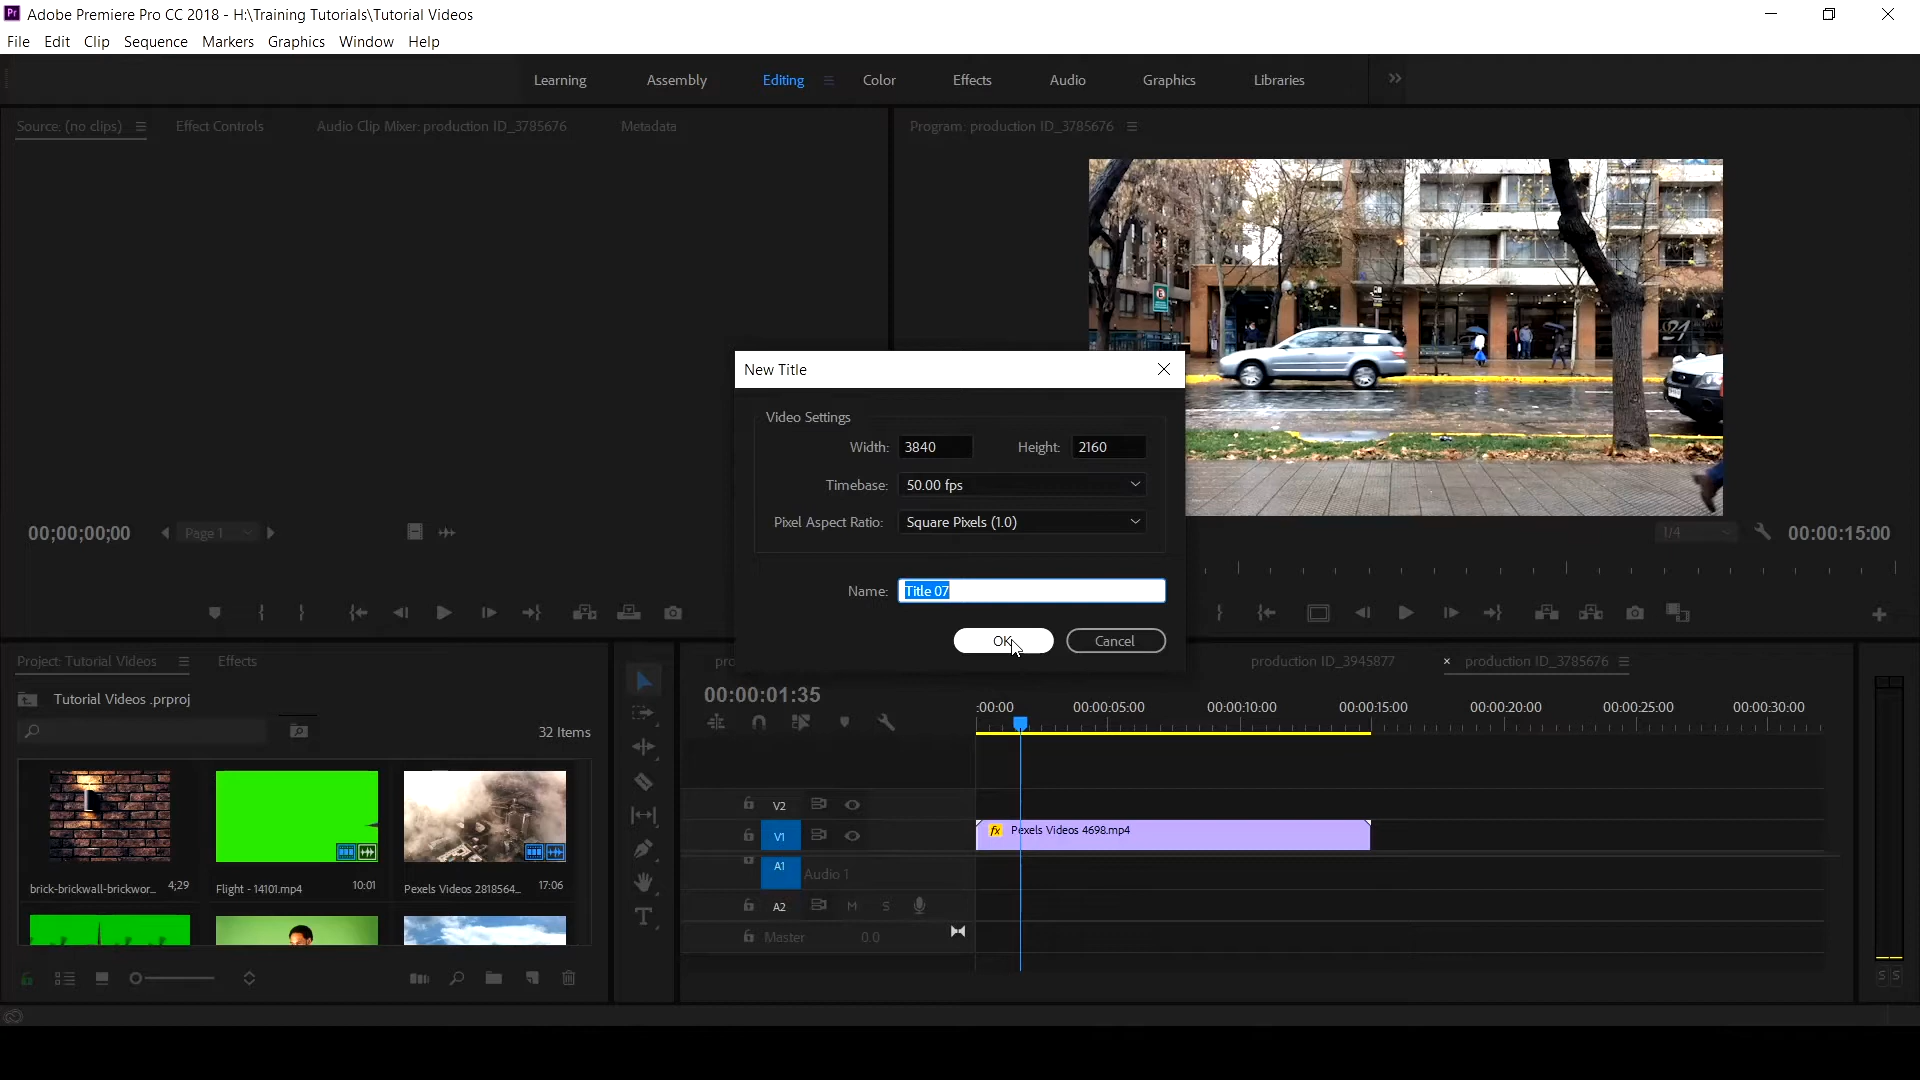 Pr Adobe Premiere Pro CC 2018 - H:\Training Tutorials\Tutorial Videos
File Edit Clip Sequence Markers Graphics Window Help
Learning Assembly Editing Color Effects Audio Graphics Libraries
Source: (no clips) Effect Controls Audio Clip Mixer: production ID_3785676 Metadata
Program: production ID_3785676
New Title
Video Settings
Width: 3840 Height: 2160
Timebase: 50.00 fps
Pixel Aspect Ratio: Square Pixels (1.0)
Name: Title 07
OK Cancel
00;00;00;00 Page 1
1/4 00:00:15:00
Project: Tutorial Videos Effects
Tutorial Videos .prproj
32 Items
brick-brickwall-brickwor... 4;29
Flight - 14101.mp4 10:01
Pexels Videos 2818564... 17:06
production ID_3945877 × production ID_3785676
00:00:01:35
:00:00 00:00:05:00 00:00:10:00 00:00:15:00 00:00:20:00 00:00:25:00 00:00:30:00
V2
V1 fx Pexels Videos 4698.mp4
A1 Audio 1
A2 M S
Master 0.0
S S